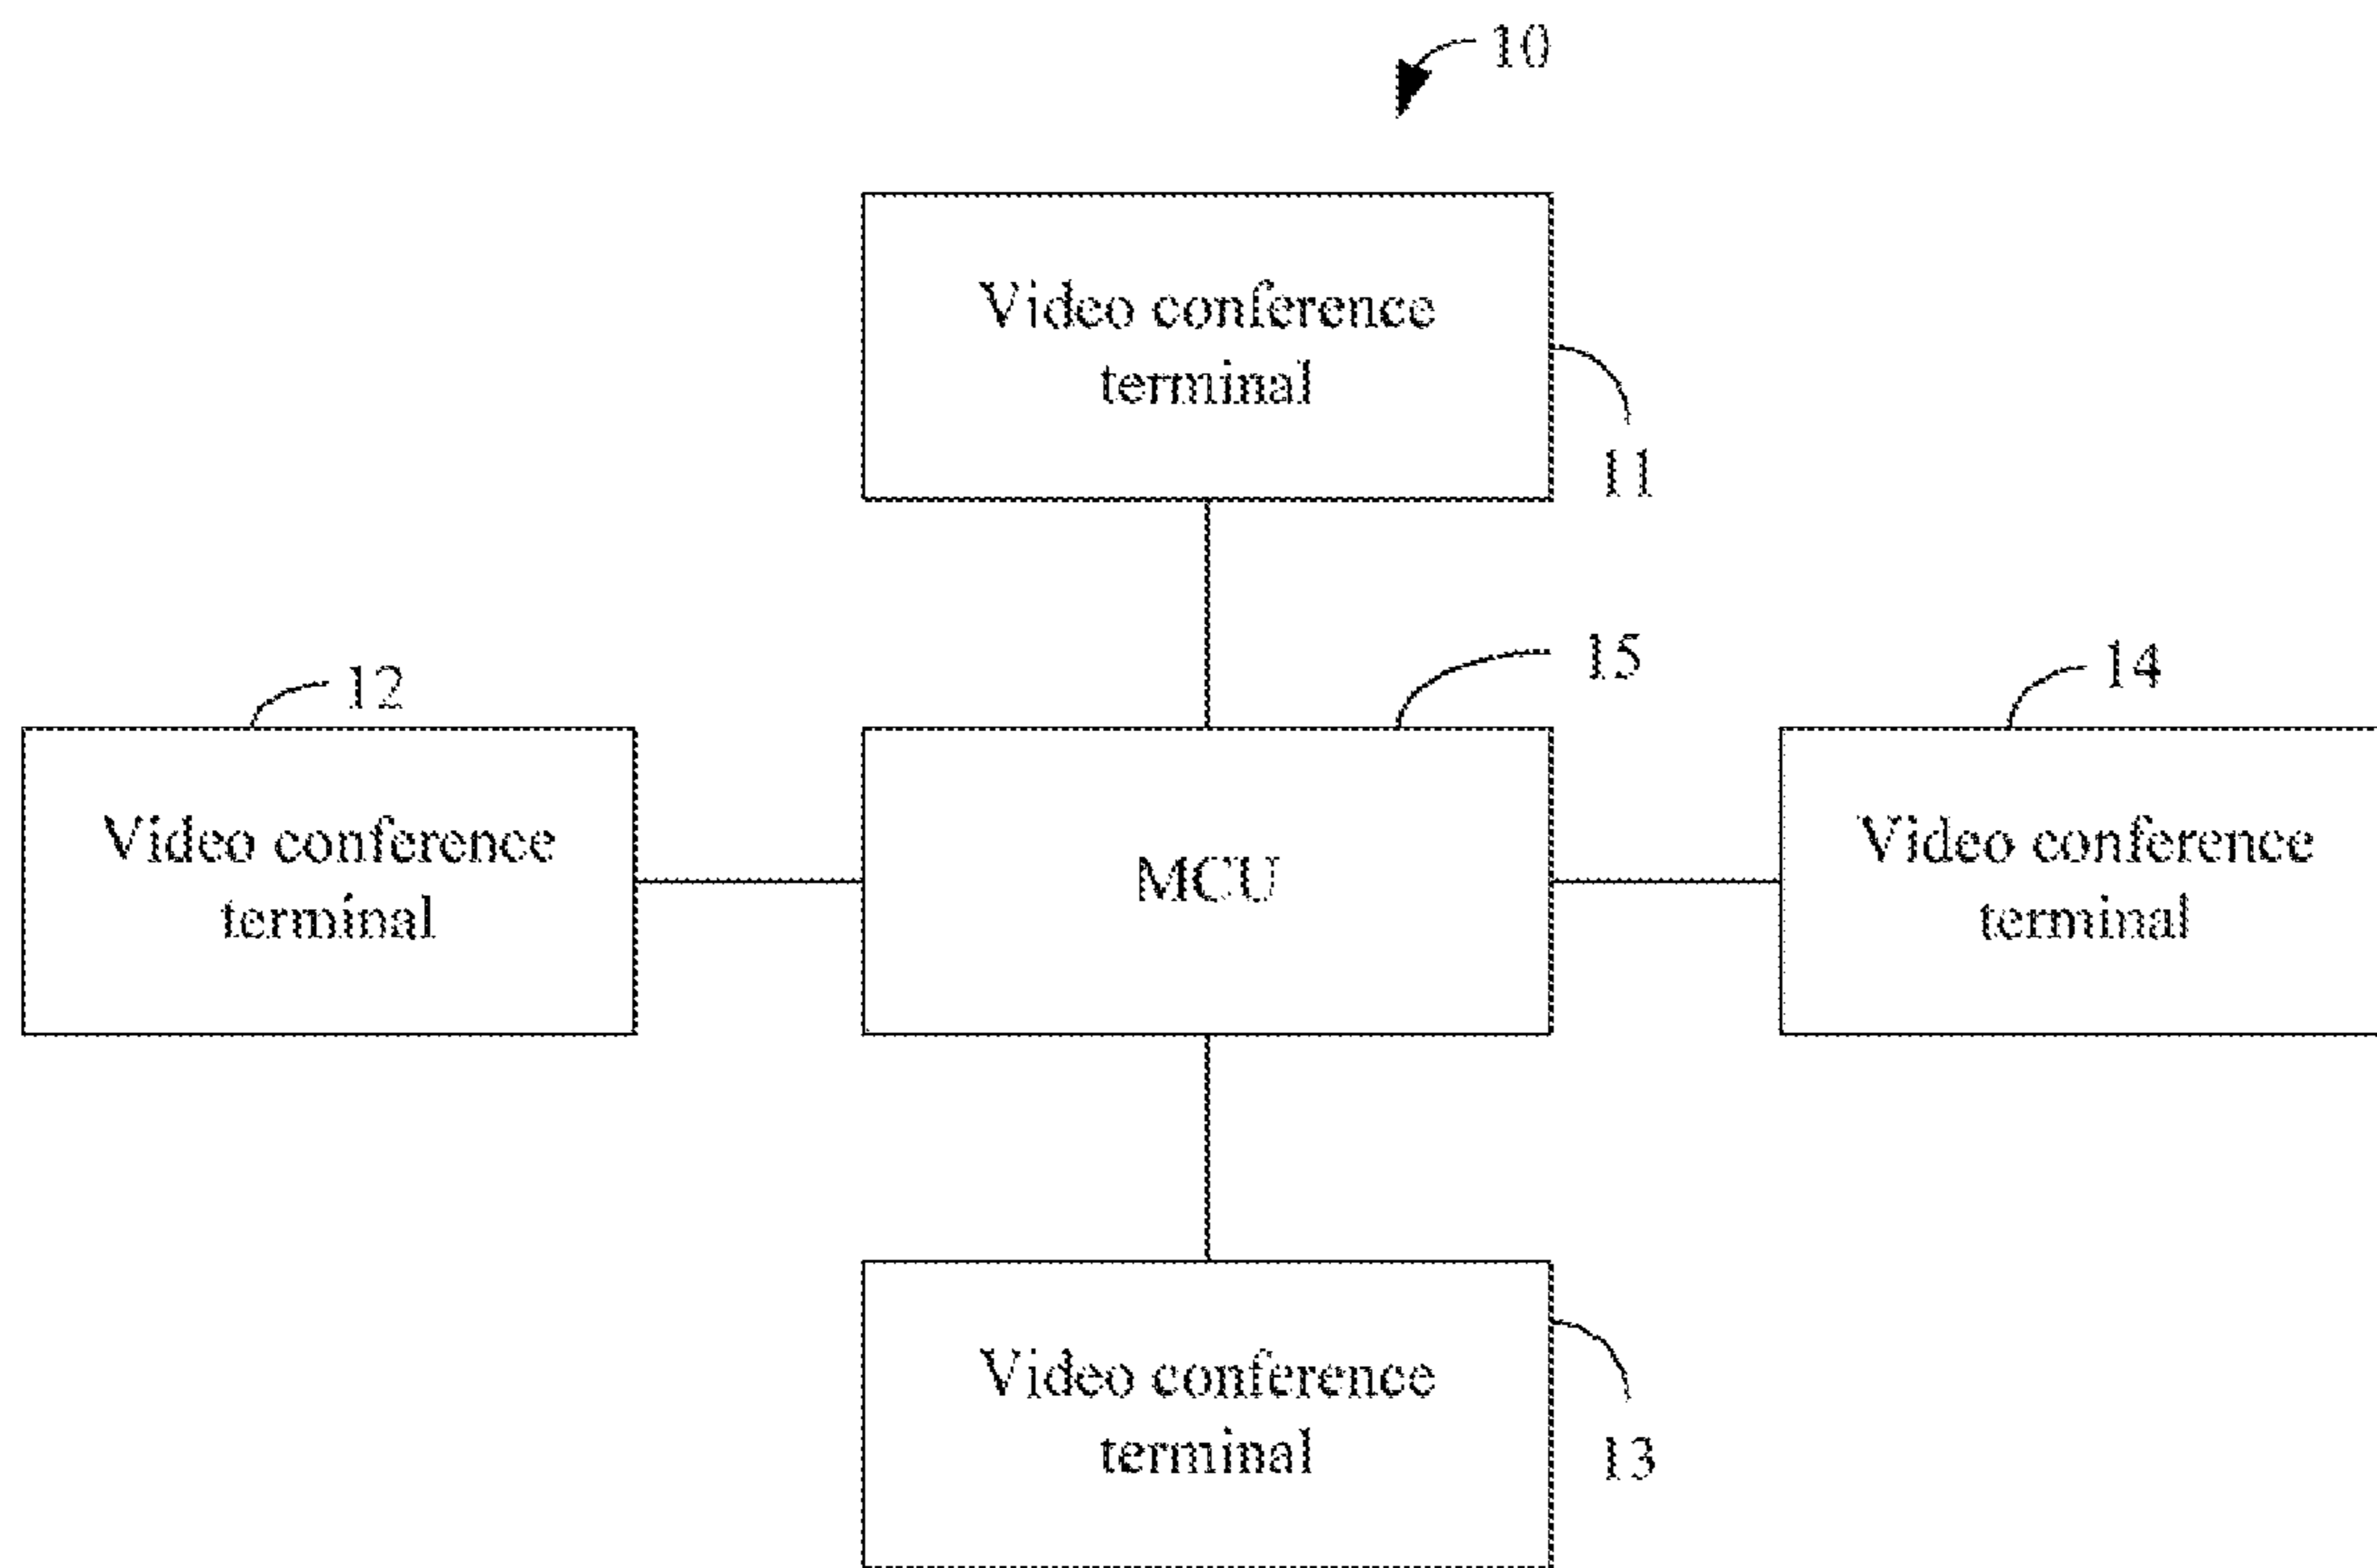 10
Video conference
terminal
11
15
12
14
Video conference
terminal
MCU
Video conference
terminal
Video conference
terminal
13